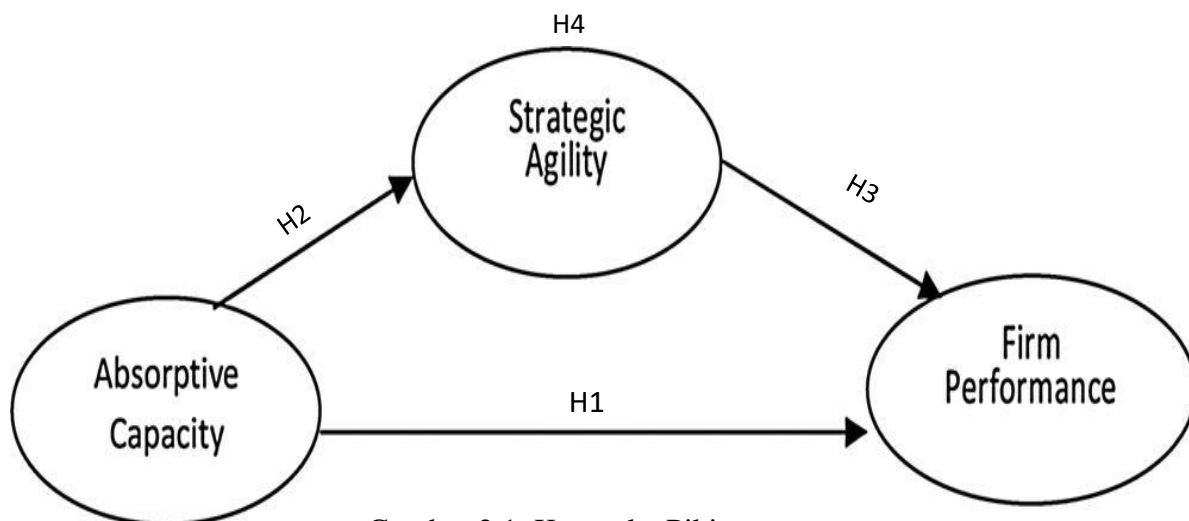 H4
Strategic
Agility
H2
H3
Absorptive
Capacity
H1
Firm
Performance